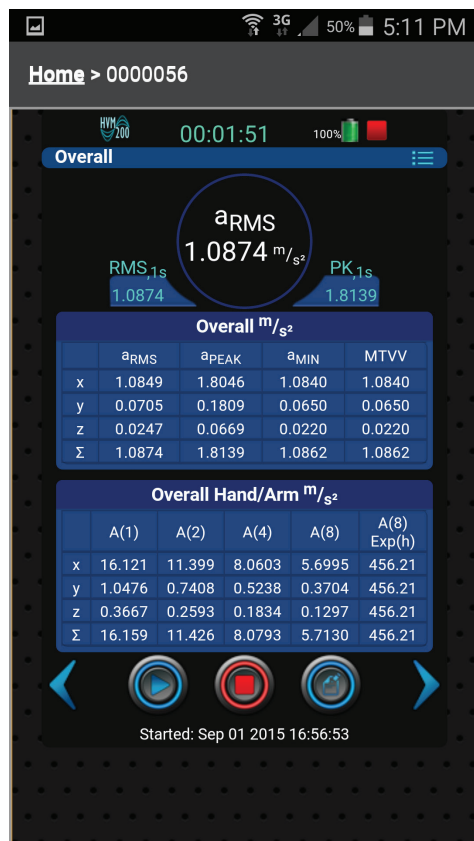 3G 50% 5:11 PM
Home > 0000056
HVM 200 00:01:51 100%
Overall
aRMS
1.0874 m/s²
RMS,1s PK,1s
1.0874 1.8139
Overall m/s²
aRMS aPEAK aMIN MTVV
x 1.0849 1.8046 1.0840 1.0840
y 0.0705 0.1809 0.0650 0.0650
z 0.0247 0.0669 0.0220 0.0220
Σ 1.0874 1.8139 1.0862 1.0862
Overall Hand/Arm m/s²
A(1) A(2) A(4) A(8) A(8) Exp(h)
x 16.121 11.399 8.0603 5.6995 456.21
y 1.0476 0.7408 0.5238 0.3704 456.21
z 0.3667 0.2593 0.1834 0.1297 456.21
Σ 16.159 11.426 8.0793 5.7130 456.21
Started: Sep 01 2015 16:56:53